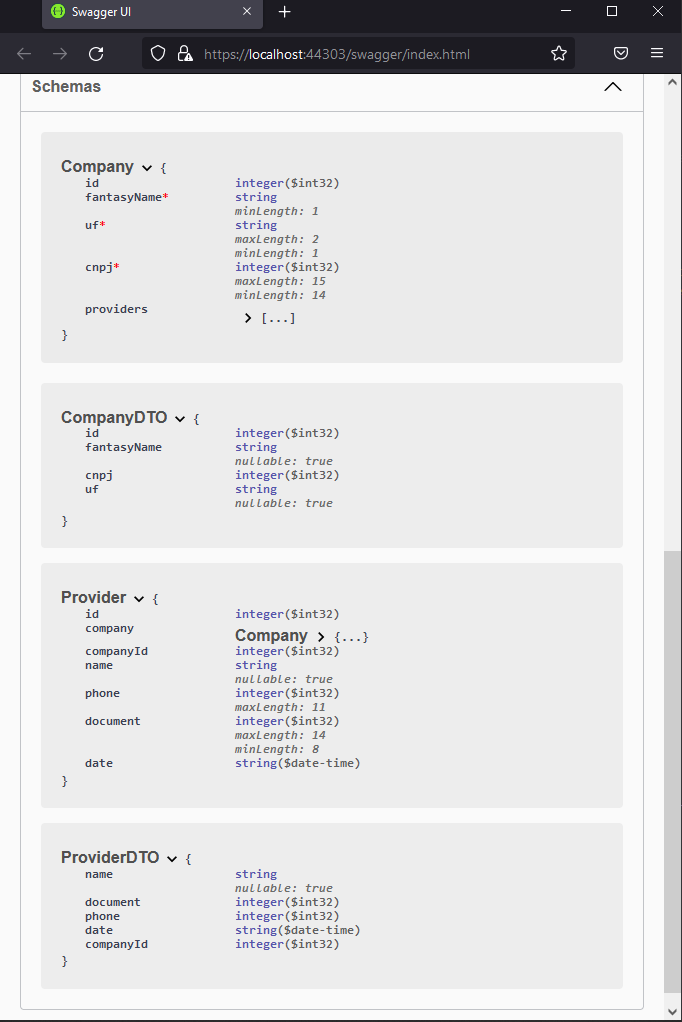 Swagger UI
https://localhost:44303/swagger/index.html
Schemas
Company {
id integer($int32)
fantasyName* string
minLength: 1
uf* string
maxLength: 2
minLength: 1
cnpj* integer($int32)
maxLength: 15
minLength: 14
providers [...]
}
CompanyDTO {
id integer($int32)
fantasyName string
nullable: true
cnpj integer($int32)
uf string
nullable: true
}
Provider {
id integer($int32)
company Company {...}
companyId integer($int32)
name string
nullable: true
phone integer($int32)
maxLength: 11
document integer($int32)
maxLength: 14
minLength: 8
date string($date-time)
}
ProviderDTO {
name string
nullable: true
document integer($int32)
phone integer($int32)
date string($date-time)
companyId integer($int32)
}